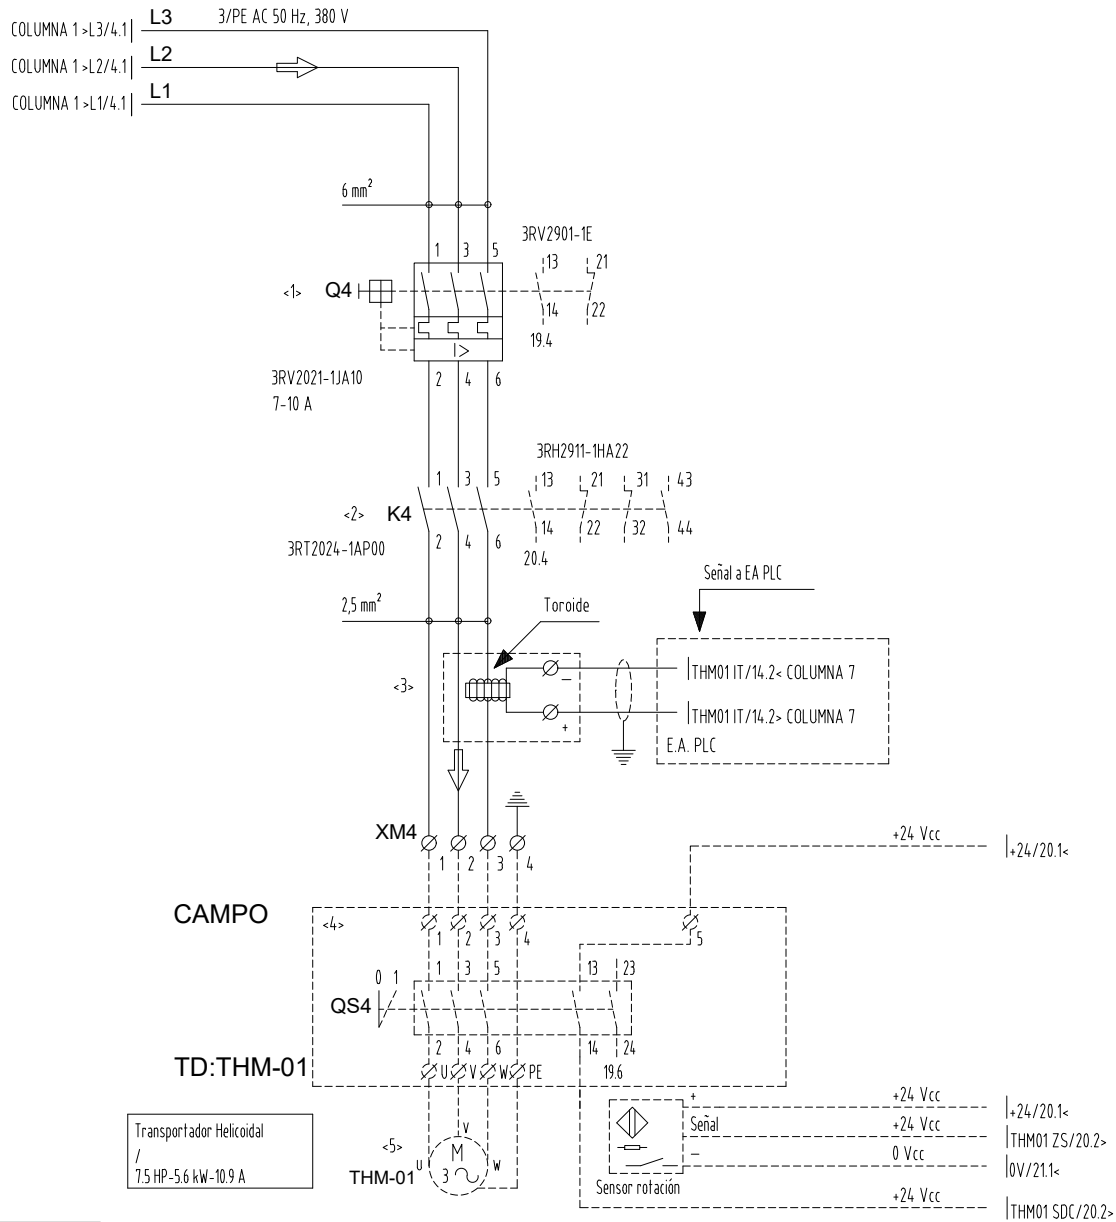 L3 3/PE AC 50 Hz, 380 V
COLUMNA 1 >L3/4.1
L2
COLUMNA 1 >L2/4.1
L1
COLUMNA 1 >L1/4.1
6 mm²
3RV2901-1E
1 3 5 13 21
<1> Q4
14 22
19.4
I>
3RV2021-1JA10
7-10 A
2 4 6
3RH2911-1HA22
1 3 5 13 21 31 43
<2> K4
2 4 6 14 22 32 44
3RT2024-1AP00
20.4
Señal a EA PLC
2,5 mm²
Toroide
<3>
−
+
THM01 IT/14.2< COLUMNA 7
THM01 IT/14.2> COLUMNA 7
E.A. PLC
XM4
1 2 3 4
+24 Vcc
+24/20.1<
CAMPO
<4>
1 2 3 4 5
0 1
1 3 5 13 23
QS4
2 4 6 14 24
19.6
TD:THM-01
U V W PE
Transportador Helicoidal
/
7.5 HP-5.6 kW-10.9 A
<5>
THM-01
U V W
M
3
Sensor rotación
+ +24 Vcc
+24/20.1<
Señal +24 Vcc
THM01 ZS/20.2>
− 0 Vcc
0V/21.1<
+24 Vcc
THM01 SDC/20.2>